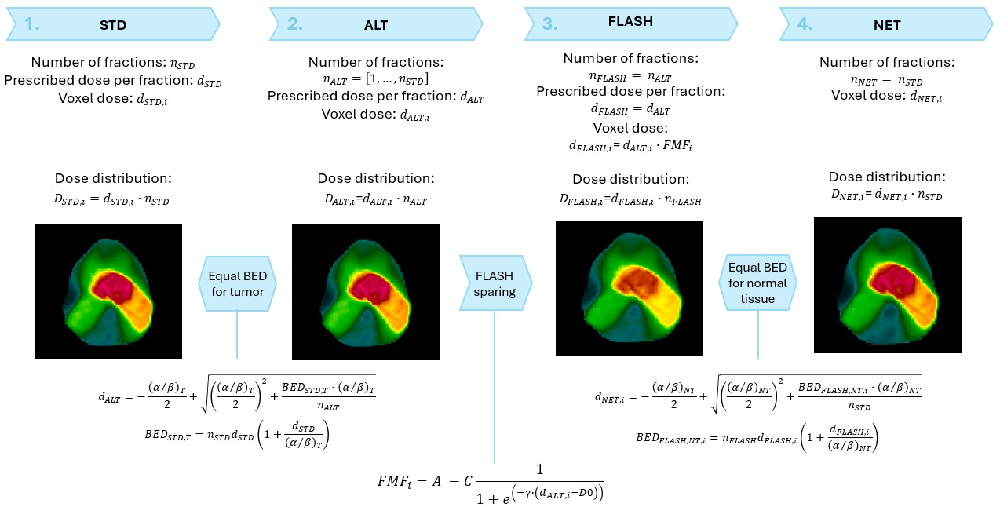 1. STD
Number of fractions: n_STD
Prescribed dose per fraction: d_STD
Voxel dose: d_STD,i
Dose distribution:
D_STD,i = d_STD,i · n_STD
2. ALT
Number of fractions:
n_ALT = [1, …, n_STD]
Prescribed dose per fraction: d_ALT
Voxel dose: d_ALT,i
Dose distribution:
D_ALT,i=d_ALT,i · n_ALT
3. FLASH
Number of fractions:
n_FLASH = n_ALT
Prescribed dose per fraction:
d_FLASH = d_ALT
Voxel dose:
d_FLASH,i= d_ALT,i · FMF_i
Dose distribution:
D_FLASH,i=d_FLASH,i · n_FLASH
4. NET
Number of fractions:
n_NET = n_STD
Voxel dose: d_NET,i
Dose distribution:
D_NET,i= d_NET,i · n_STD
Equal BED
for tumor
FLASH
sparing
Equal BED
for normal
tissue
d_ALT = −(α/β)_T/2 + √(((α/β)_T/2)^2 + BED_STD,T · (α/β)_T/n_ALT)
BED_STD,T = n_STD d_STD (1 + d_STD/(α/β)_T)
d_NET,i = −(α/β)_NT/2 + √(((α/β)_NT/2)^2 + BED_FLASH,NT,i · (α/β)_NT/n_STD)
BED_FLASH,NT,i = n_FLASH d_FLASH,i (1 + d_FLASH,i/(α/β)_NT)
FMF_i = A − C 1/(1 + e^(−γ·(d_ALT,i−D0)))